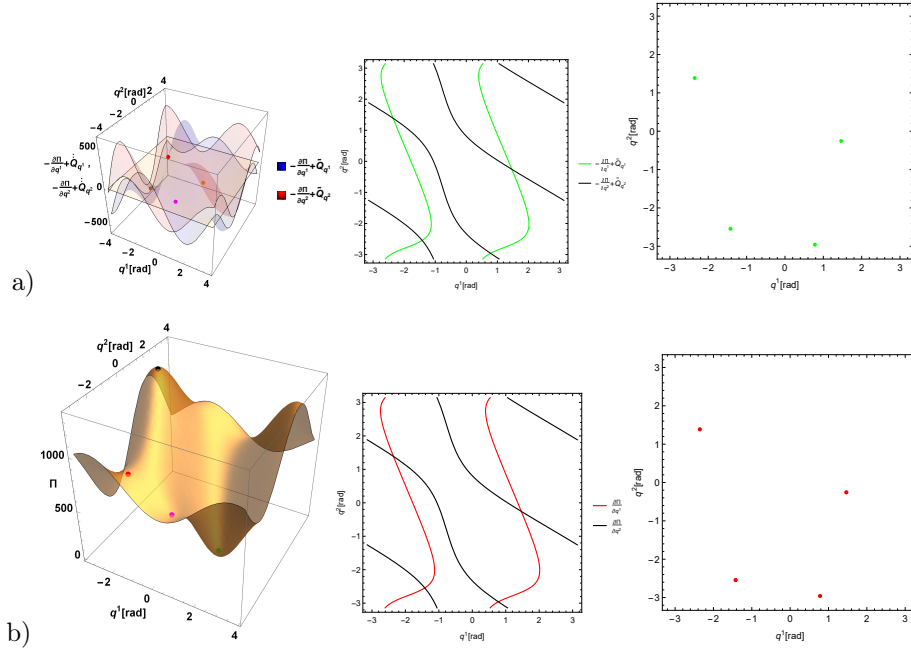 q²[rad]
4
2
0
−2
−4
500
0
−500
−∂Π/∂q¹+Q̇_q¹ ,
−∂Π/∂q²+Q̇_q²
−4
−2
0
2
4
q¹[rad]
−∂Π/∂q¹+Q̃_q¹
−∂Π/∂q²+Q̃_q²
3
2
1
0
−1
−2
−3
q²[rad]
−3 −2 −1 0 1 2 3
q¹[rad]
3
2
1
0
−1
−2
−3
q²[rad]
−3 −2 −1 0 1 2 3
q¹[rad]
a)
q²[rad]
4
2
0
−2
1000
Π
500
0
−2
0
2
4
q¹[rad]
3
2
1
0
−1
−2
−3
q²[rad]
−3 −2 −1 0 1 2 3
q¹[rad]
3
2
1
0
−1
−2
−3
q²[rad]
−3 −2 −1 0 1 2 3
q¹[rad]
b)